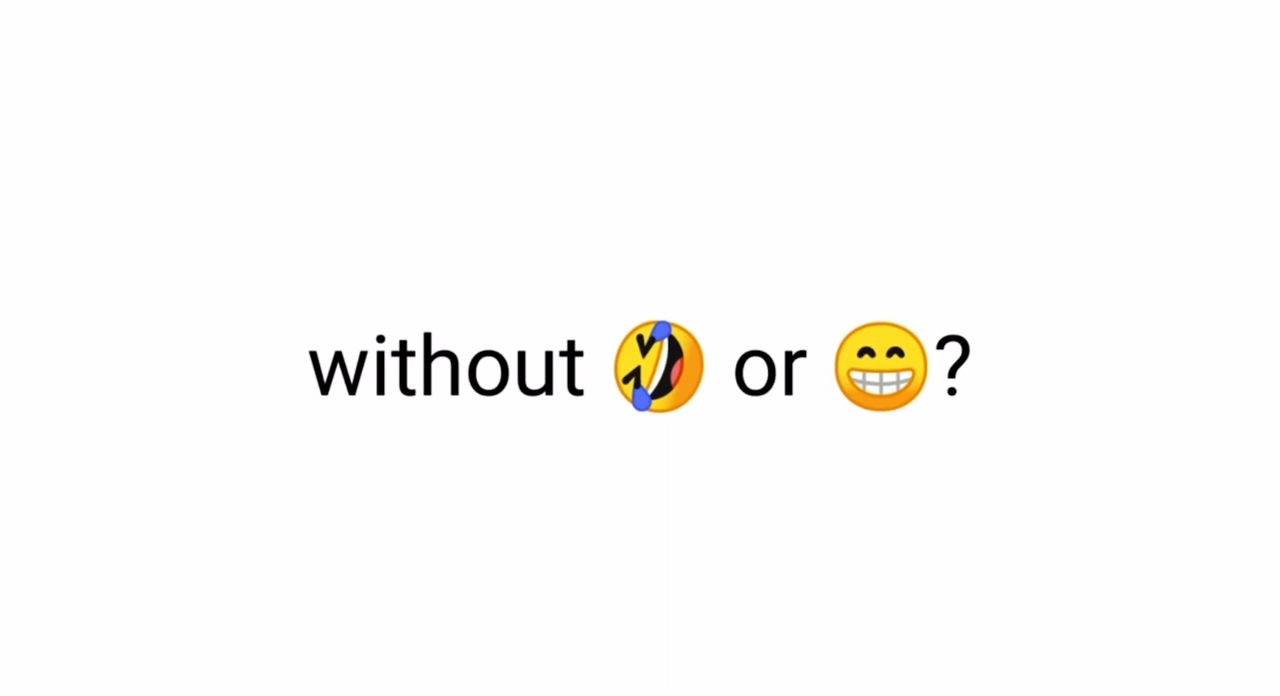 without 🤣 or 😁?